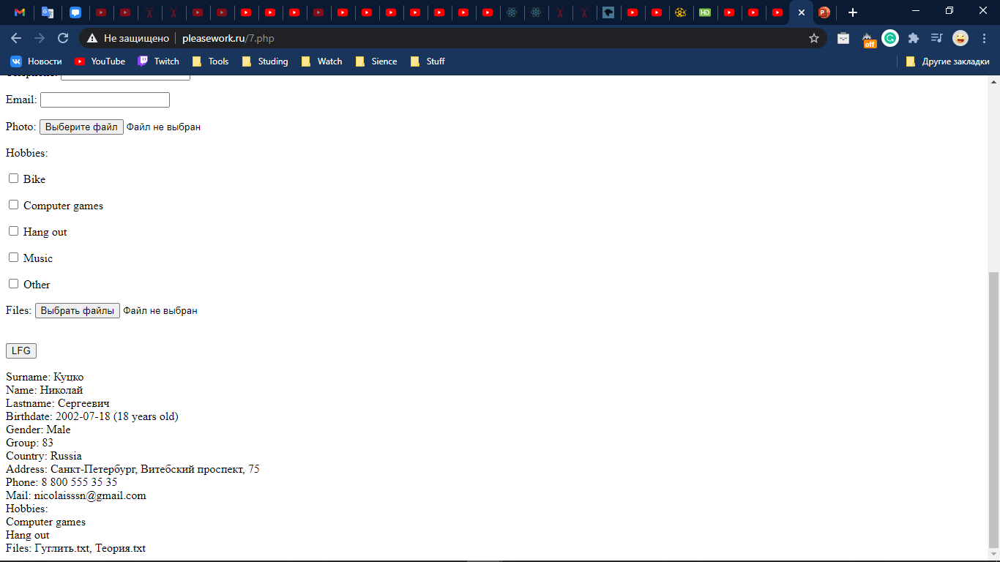 Не защищено pleasework.ru/7.php
off
Новости YouTube Twitch Tools Studing Watch Sience Stuff Другие закладки
Telephone:
Email:
Photo: Выберите файл Файл не выбран
Hobbies:
Bike
Computer games
Hang out
Music
Other
Files: Выбрать файлы Файл не выбран
LFG
Surname: Куцко
Name: Николай
Lastname: Сергеевич
Birthdate: 2002-07-18 (18 years old)
Gender: Male
Group: 83
Country: Russia
Address: Санкт-Петербург, Витебский проспект, 75
Phone: 8 800 555 35 35
Mail: nicolaisssn@gmail.com
Hobbies:
Computer games
Hang out
Files: Гуглить.txt, Теория.txt